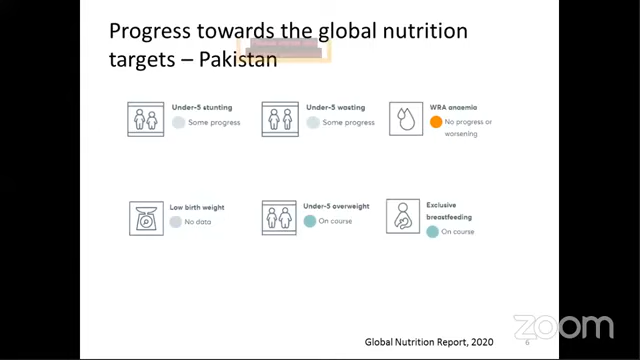 Progress towards the global nutrition
targets – Pakistan
Under-5 stunting
Some progress
Under-5 wasting
Some progress
WRA anaemia
No progress or
worsening
Low birth weight
No data
Under-5 overweight
On course
Exclusive
breastfeeding
On course
Global Nutrition Report, 2020
6
zoom